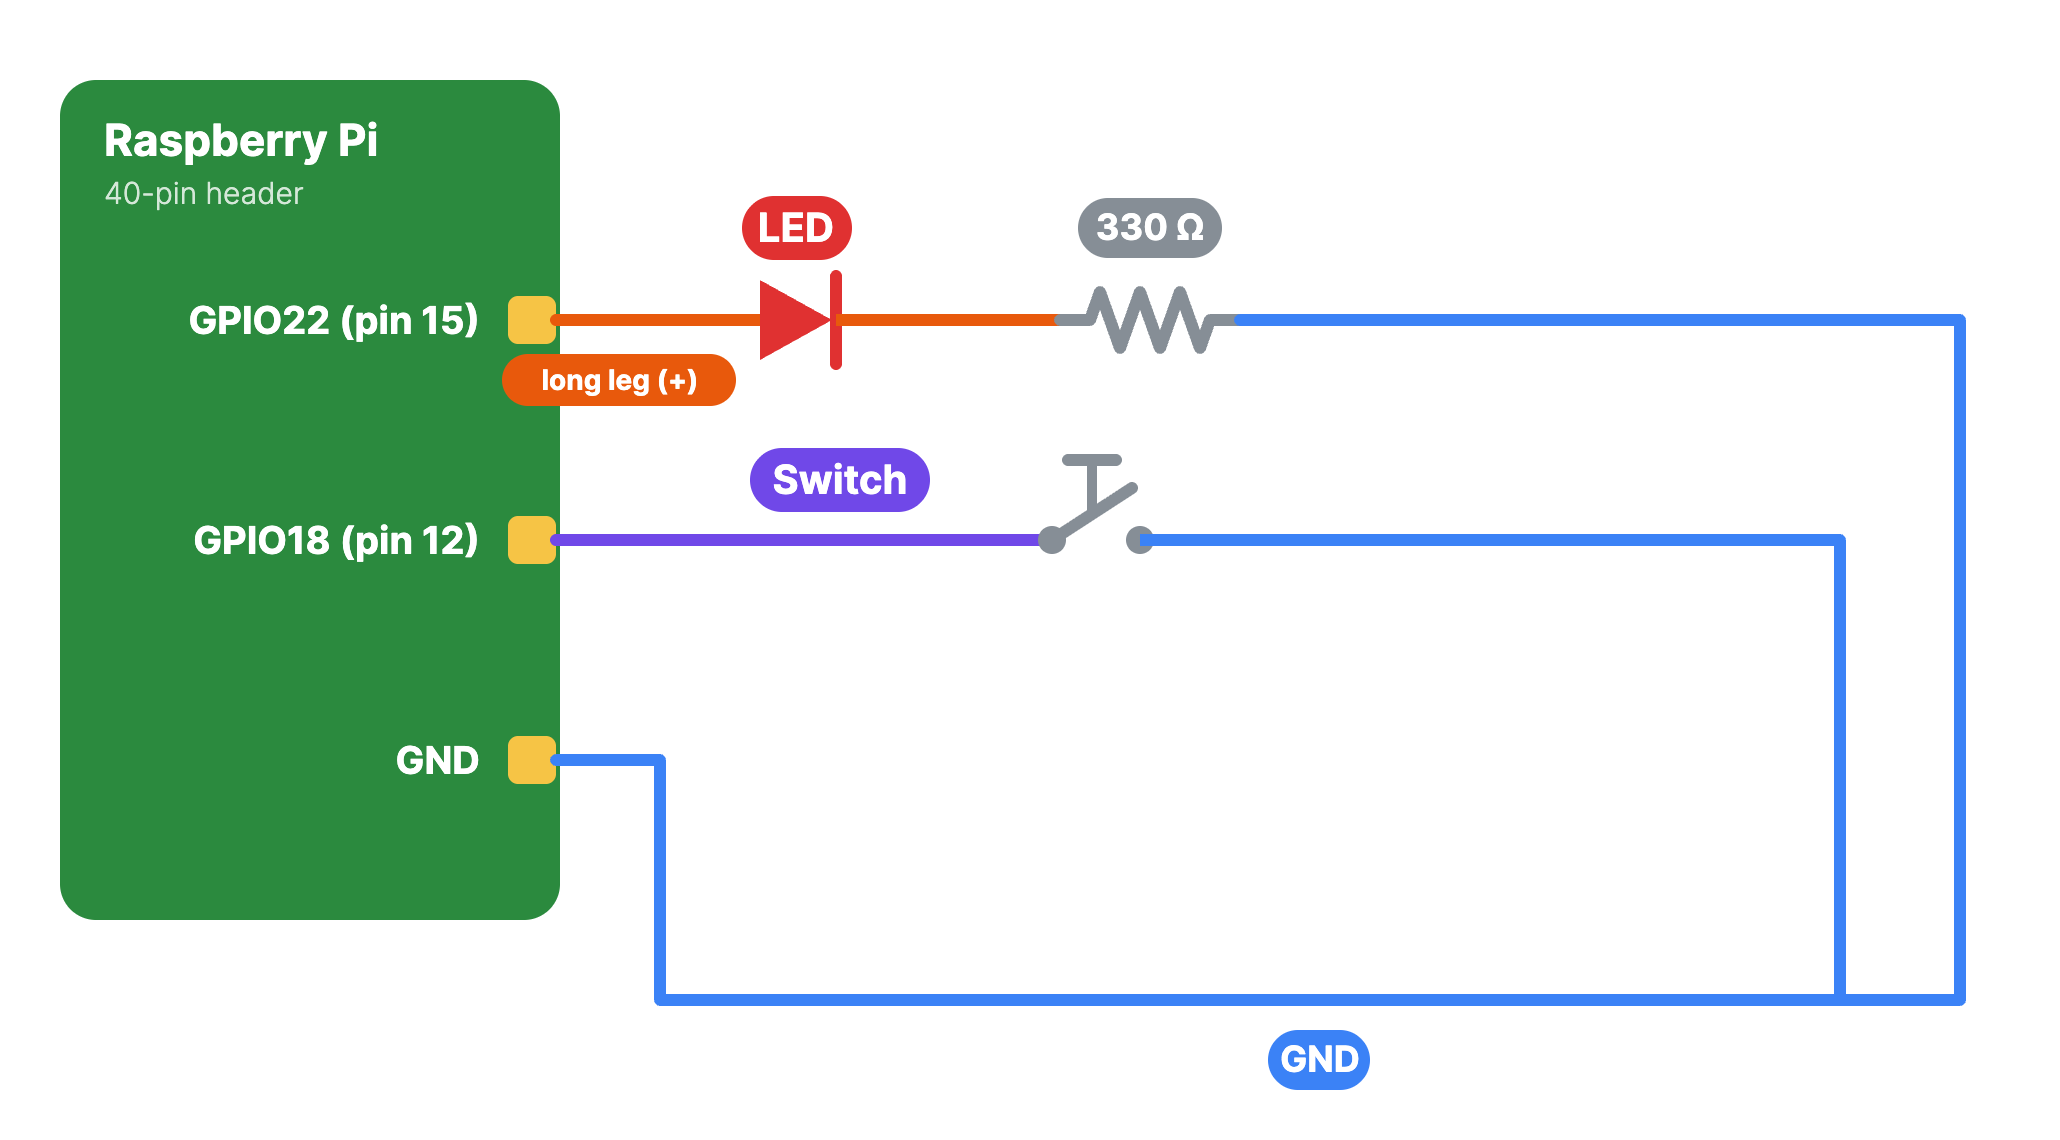 Raspberry Pi
40-pin header
LED
330 Ω
GPIO22 (pin 15)
long leg (+)
Switch
GPIO18 (pin 12)
GND
GND